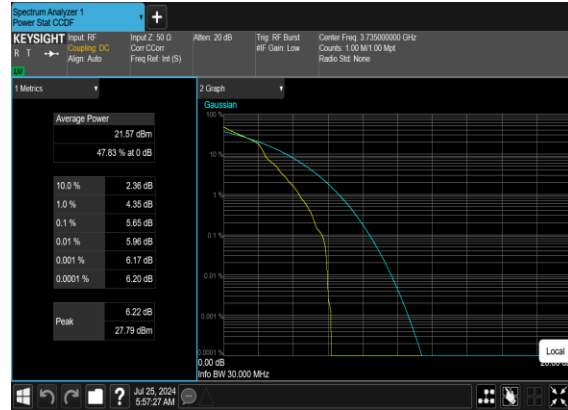 Spectrum Analyzer 1
Power Stat CCDF
KEYSIGHT
R T
Input: RF
Coupling: DC
Align: Auto
Input Z: 50 Ω
Corr CCorr
Freq Ref: Int (S)
Atten: 20 dB
Trig: RF Burst
#IF Gain: Low
Center Freq: 3.735000000 GHz
Counts: 1.00 M/1.00 Mpt
Radio Std: None
1 Metrics
Average Power
21.57 dBm
47.83 % at 0 dB
10.0 % 2.36 dB
1.0 % 4.35 dB
0.1 % 5.65 dB
0.01 % 5.96 dB
0.001 % 6.17 dB
0.0001 % 6.20 dB
Peak
6.22 dB
27.79 dBm
2 Graph
Gaussian
100 %
10 %
1 %
0.1 %
0.01 %
0.001 %
0.0001 %
0.00 dB
Info BW 30.000 MHz
Local
Jul 25, 2024
5:57:27 AM